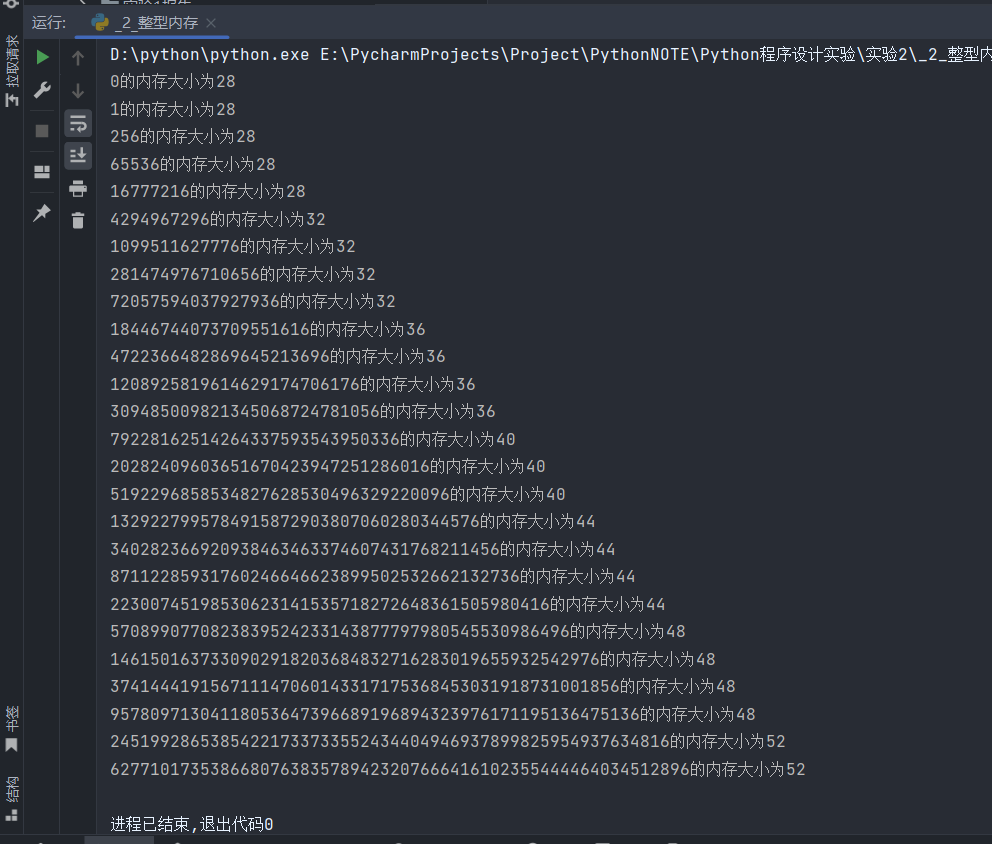 运行:
_2_整型内存
D:\python\python.exe E:\PycharmProjects\Project\PythonNOTE\Python程序设计实验\实验2\_2_整型内
0的内存大小为28
1的内存大小为28
256的内存大小为28
65536的内存大小为28
16777216的内存大小为28
4294967296的内存大小为32
1099511627776的内存大小为32
281474976710656的内存大小为32
72057594037927936的内存大小为32
18446744073709551616的内存大小为36
4722366482869645213696的内存大小为36
1208925819614629174706176的内存大小为36
309485009821345068724781056的内存大小为36
79228162514264337593543950336的内存大小为40
20282409603651670423947251286016的内存大小为40
5192296858534827628530496329220096的内存大小为40
1329227995784915872903807060280344576的内存大小为44
340282366920938463463374607431768211456的内存大小为44
87112285931760246646623899502532662132736的内存大小为44
22300745198530623141535718272648361505980416的内存大小为44
5708990770823839524233143877797980545530986496的内存大小为48
1461501637330902918203684832716283019655932542976的内存大小为48
374144419156711147060143317175368453031918731001856的内存大小为48
95780971304118053647396689196894323976171195136475136的内存大小为48
24519928653854221733733552434404946937899825954937634816的内存大小为52
6277101735386680763835789423207666416102355444464034512896的内存大小为52
进程已结束,退出代码0
拉取请求
书签
结构